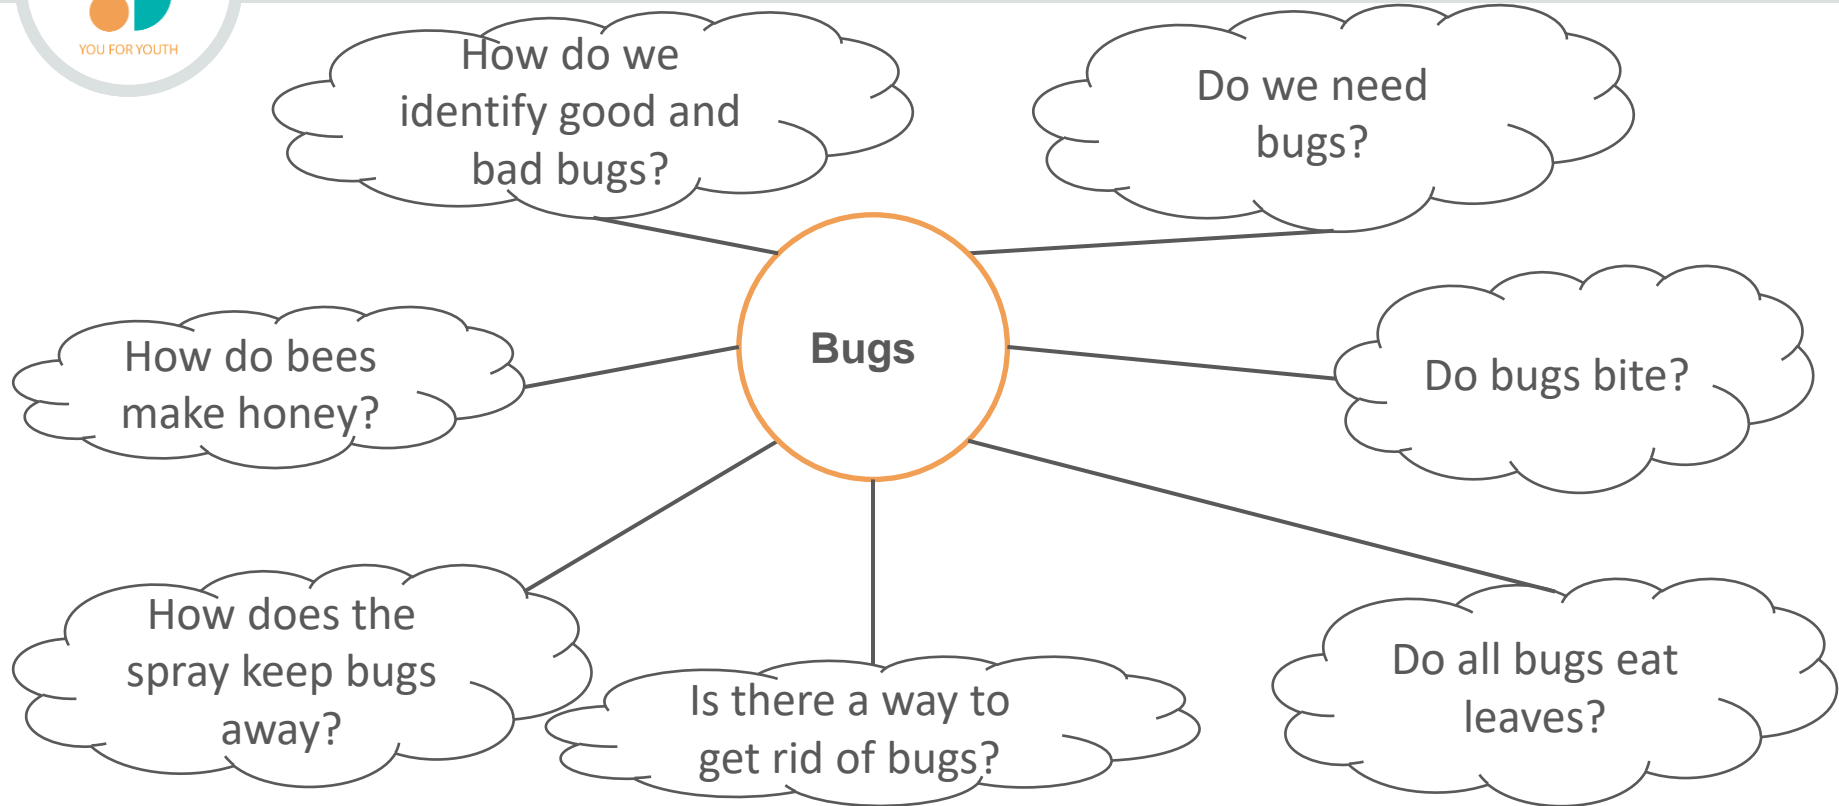 YOU FOR YOUTH
How do we
identify good and
bad bugs?
Do we need
bugs?
How do bees
make honey?
Bugs
Do bugs bite?
How does the
spray keep bugs
away?
Is there a way to
get rid of bugs?
Do all bugs eat
leaves?